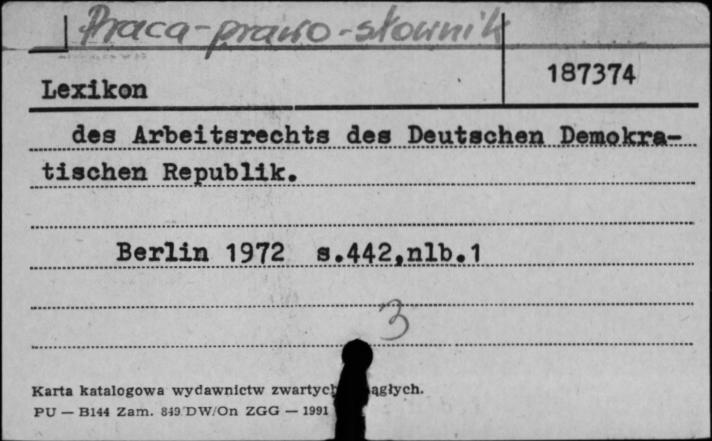 Praca-prawo-słownik
187374
Lexikon
des Arbeitsrechts des Deutschen Demokra-
tischen Republik.
Berlin 1972 s.442,nlb.1
3
Karta katalogowa wydawnictw zwartych ągłych.
PU — B144 Zam. 849 DW/On ZGG — 1991